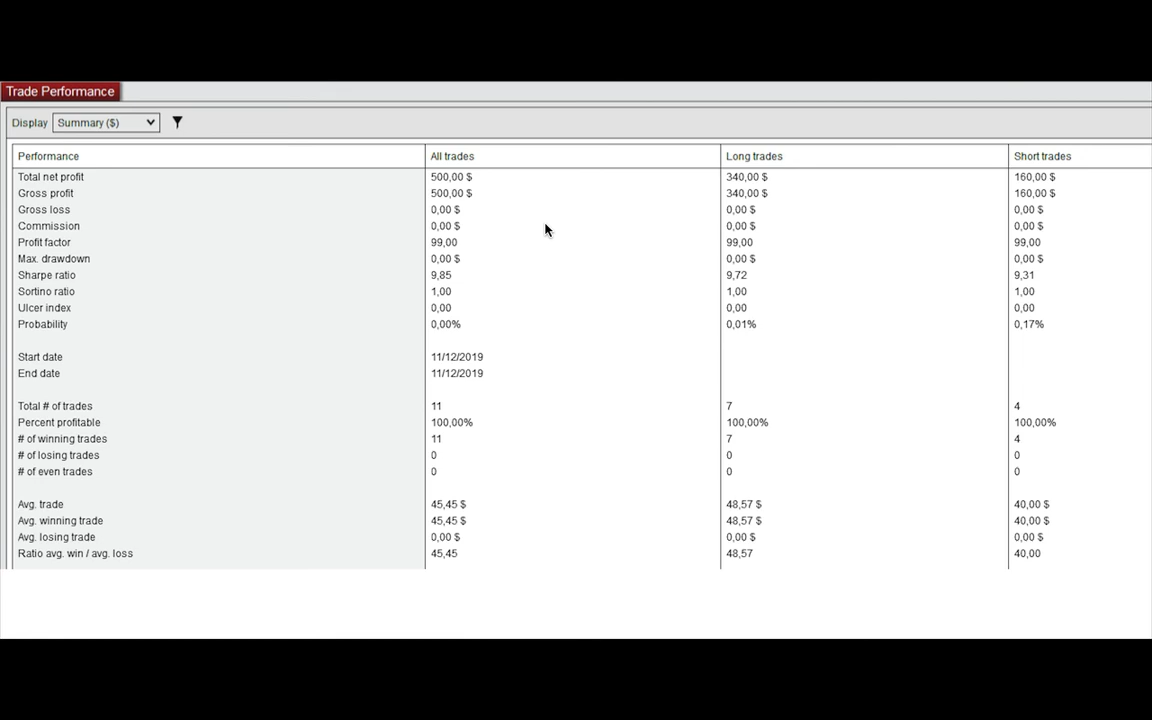 Trade Performance
Display Summary ($)
Performance All trades Long trades Short trades
Total net profit 500,00 $ 340,00 $ 160,00 $
Gross profit 500,00 $ 340,00 $ 160,00 $
Gross loss 0,00 $ 0,00 $ 0,00 $
Commission 0,00 $ 0,00 $ 0,00 $
Profit factor 99,00 99,00 99,00
Max. drawdown 0,00 $ 0,00 $ 0,00 $
Sharpe ratio 9,85 9,72 9,31
Sortino ratio 1,00 1,00 1,00
Ulcer index 0,00 0,00 0,00
Probability 0,00% 0,01% 0,17%
Start date 11/12/2019
End date 11/12/2019
Total # of trades 11 7 4
Percent profitable 100,00% 100,00% 100,00%
# of winning trades 11 7 4
# of losing trades 0 0 0
# of even trades 0 0 0
Avg. trade 45,45 $ 48,57 $ 40,00 $
Avg. winning trade 45,45 $ 48,57 $ 40,00 $
Avg. losing trade 0,00 $ 0,00 $ 0,00 $
Ratio avg. win / avg. loss 45,45 48,57 40,00